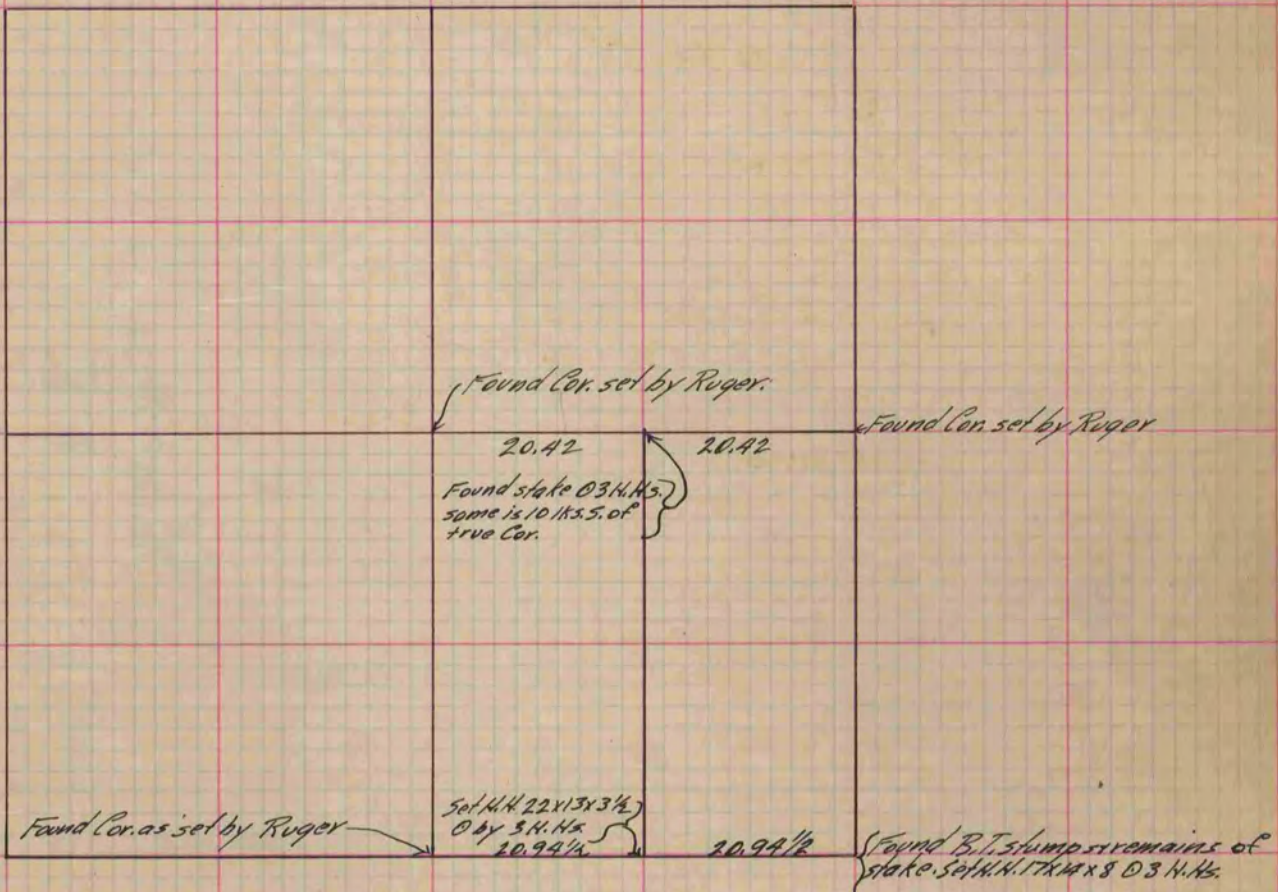 Found Cor. set by Ruger.
Found Cor. set by Ruger
20.42
20.42
Found stake ⊙ 3 H.Hs.
same is 10 lks. S. of
true Cor.
Set H.H. 22x13x3½
⊙ by 3 H.Hs.
Found Cor. as set by Ruger
20.94½
20.94½
Found B.T. stump & remains of
stake. Set H.H. 17x14x8 ⊙ 3 H.Hs.